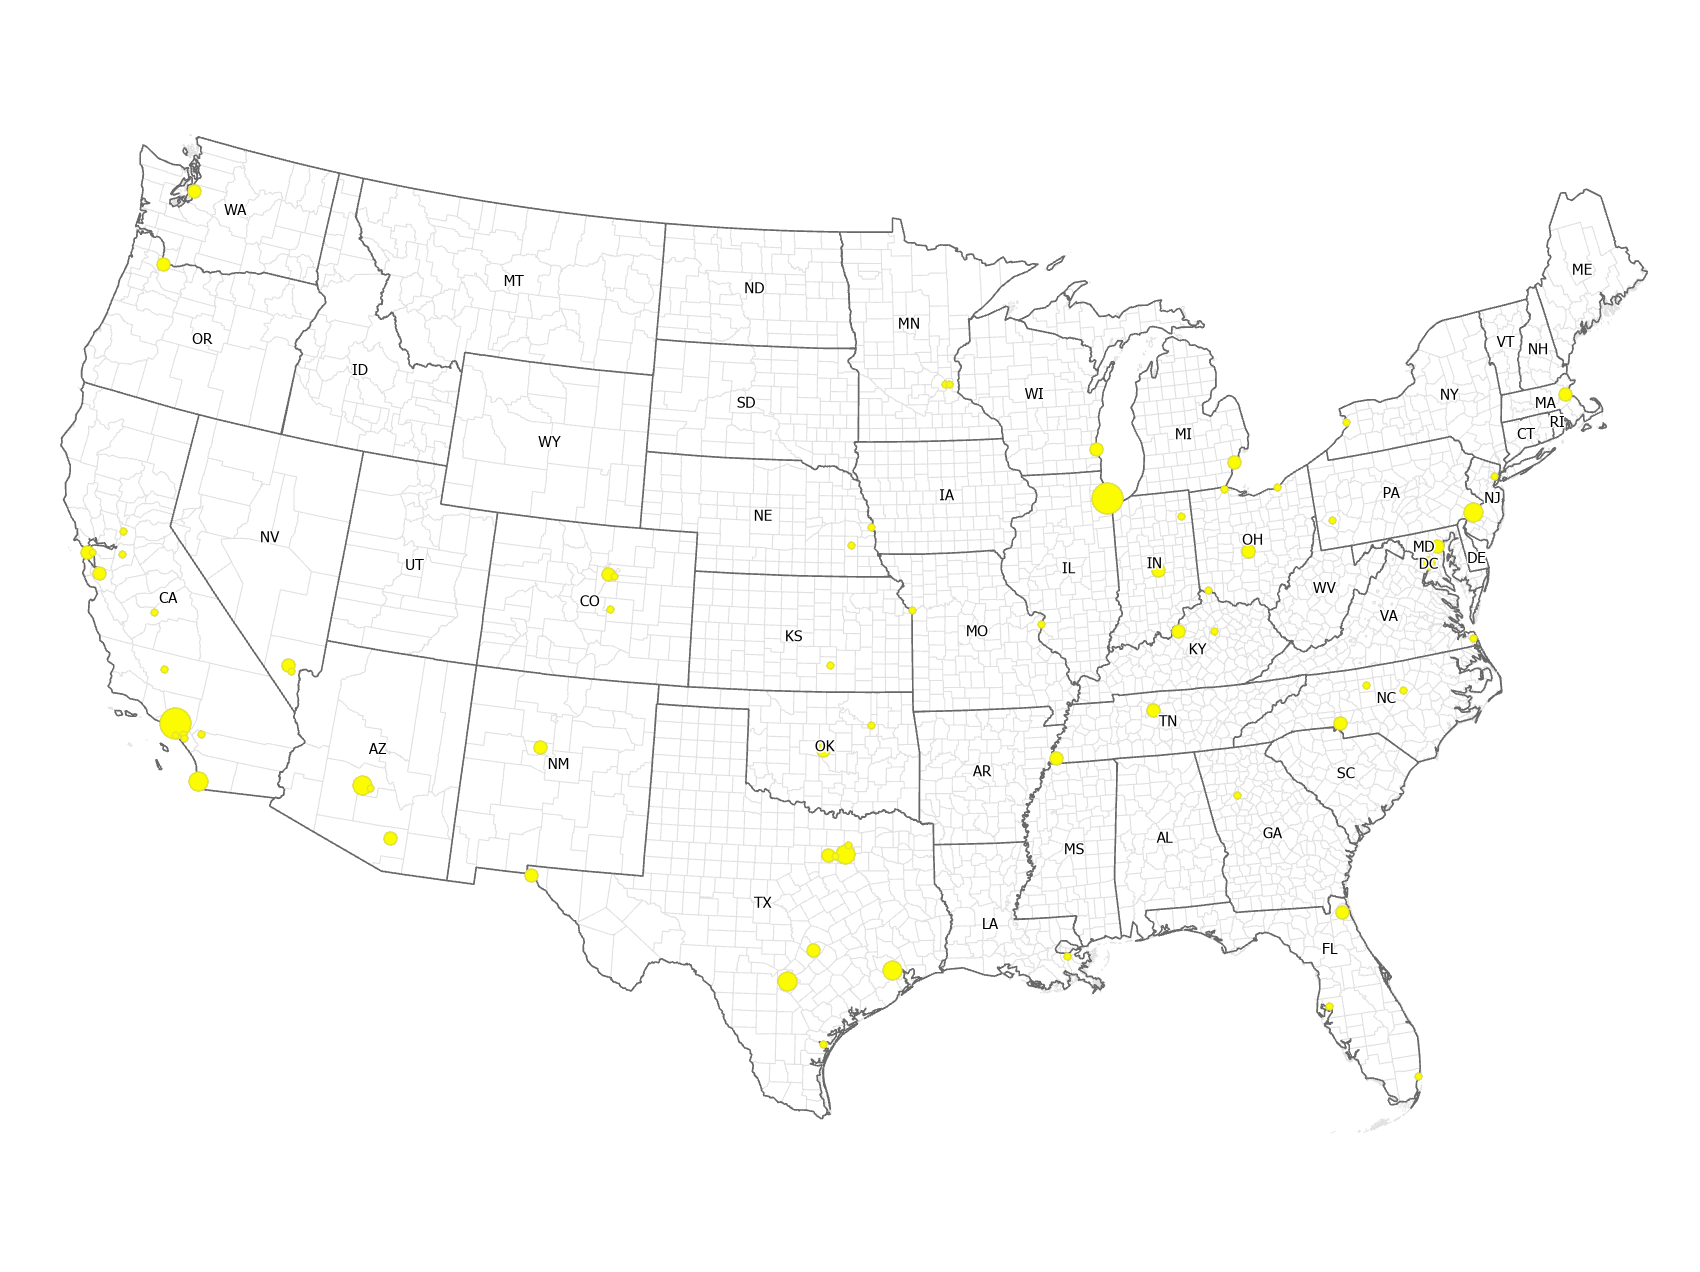 WA
MT
ND
MN
ME
OR
ID
SD
WI
MI
VT
NH
NY
MA
RI
CT
WY
IA
NE
PA
NJ
NV
UT
CO
CA
IL
IN
OH
MD
DC
DE
WV
VA
KS
MO
KY
NC
TN
AZ
NM
OK
AR
SC
TX
MS
AL
GA
LA
FL